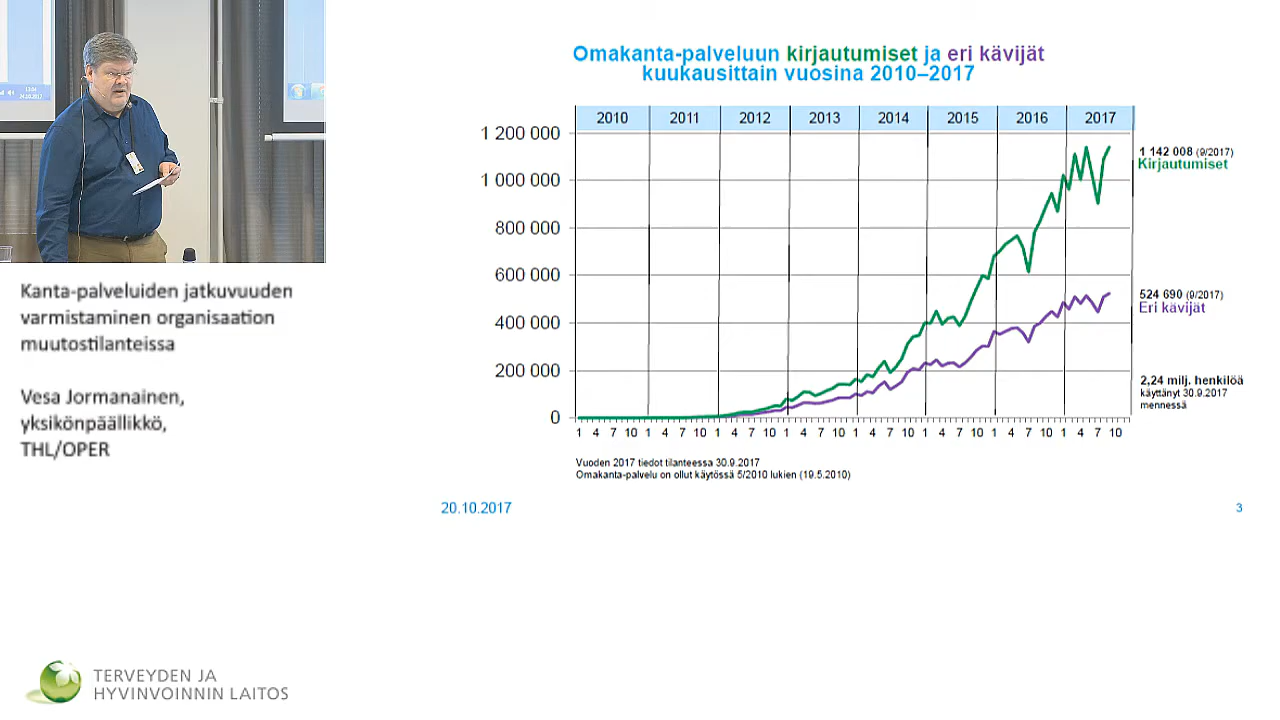 Kanta-palveluiden jatkuvuuden
varmistaminen organisaation
muutostilanteissa
Vesa Jormanainen,
yksikönpäällikkö,
THL/OPER
TERVEYDEN JA
HYVINVOINNIN LAITOS
Omakanta-palveluun kirjautumiset ja eri kävijät
kuukausittain vuosina 2010–2017
2010 2011 2012 2013 2014 2015 2016 2017
1 200 000
1 000 000
800 000
600 000
400 000
200 000
0
1 4 7 10 1 4 7 10 1 4 7 10 1 4 7 10 1 4 7 10 1 4 7 10 1 4 7 10 1 4 7 10
1 142 008 (9/2017)
Kirjautumiset
524 690 (9/2017)
Eri kävijät
2,24 milj. henkilöä
käyttänyt 30.9.2017
mennessä
Vuoden 2017 tiedot tilanteessa 30.9.2017
Omakanta-palvelu on ollut käytössä 5/2010 lukien (19.5.2010)
20.10.2017
3